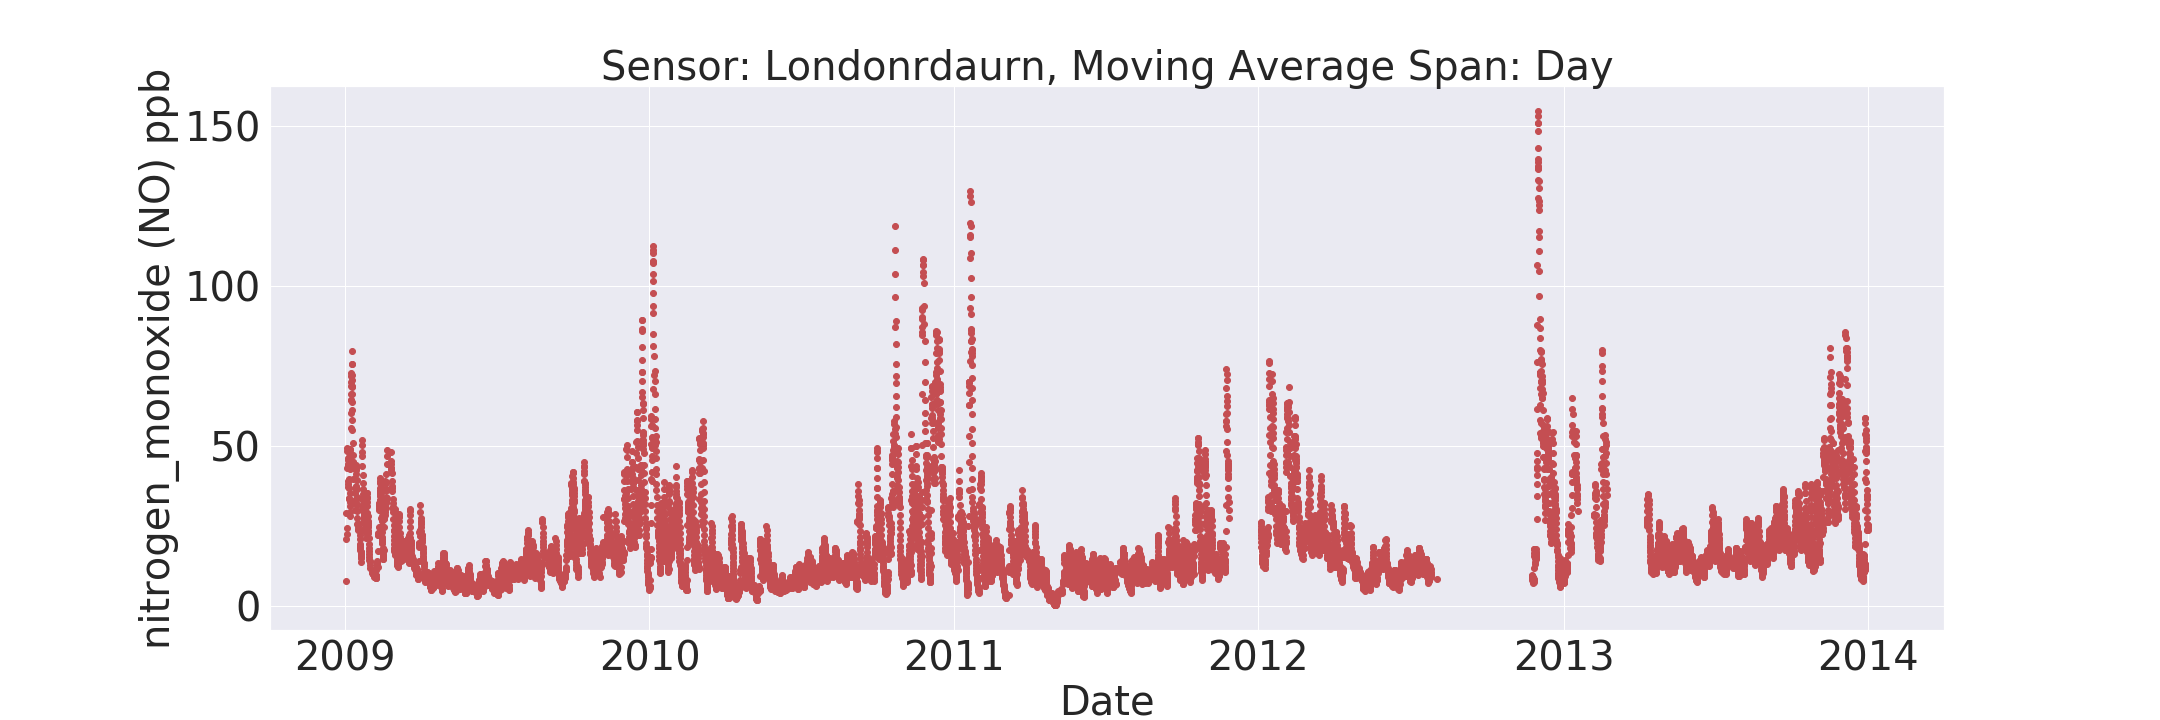 Sensor: Londonrdaurn, Moving Average Span: Day
nitrogen_monoxide (NO) ppb
150
100
50
0
2009 2010 2011 2012 2013 2014
Date